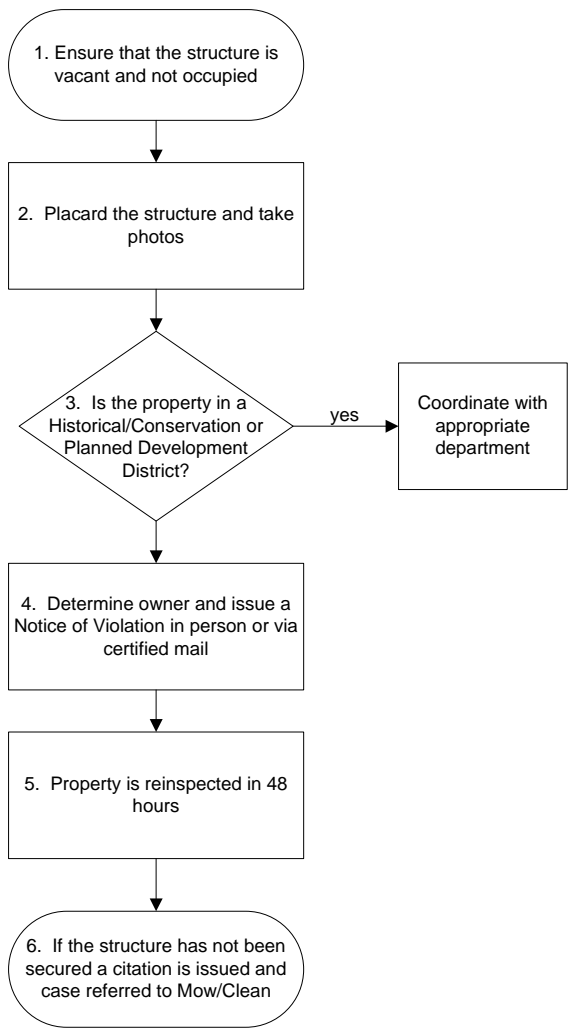 1. Ensure that the structure is
vacant and not occupied
2.  Placard the structure and take
photos
3.  Is the property in a
Historical/Conservation or
Planned Development
District?
yes
Coordinate with
appropriate
department
4.  Determine owner and issue a
Notice of Violation in person or via
certified mail
5.  Property is reinspected in 48
hours
6.  If the structure has not been
secured a citation is issued and
case referred to Mow/Clean